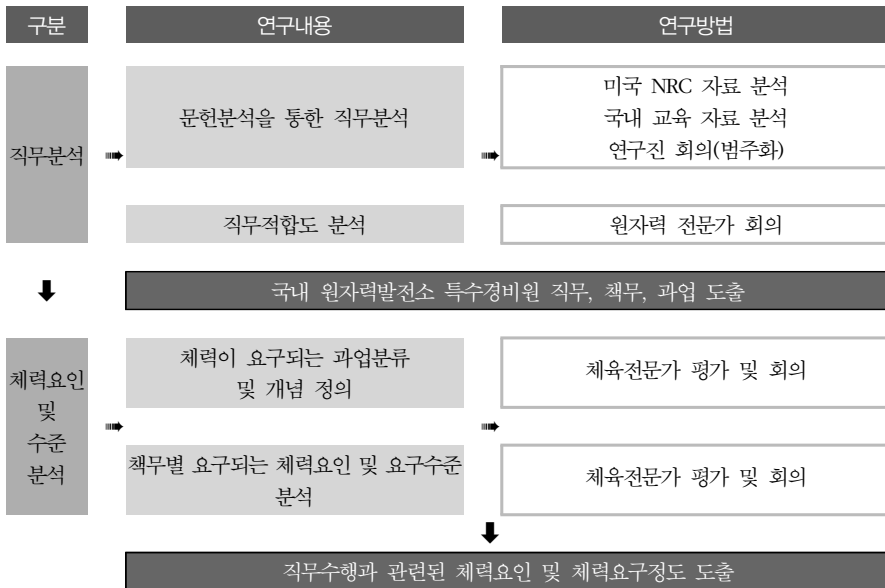 구분
연구내용
연구방법
직무분석
문헌분석을 통한 직무분석
미국 NRC 자료 분석
국내 교육 자료 분석
연구진 회의(범주화)
직무적합도 분석
원자력 전문가 회의
국내 원자력발전소 특수경비원 직무, 책무, 과업 도출
체력요인
및
수준
분석
체력이 요구되는 과업분류
및 개념 정의
체육전문가 평가 및 회의
책무별 요구되는 체력요인 및 요구수준
분석
체육전문가 평가 및 회의
직무수행과 관련된 체력요인 및 체력요구정도 도출